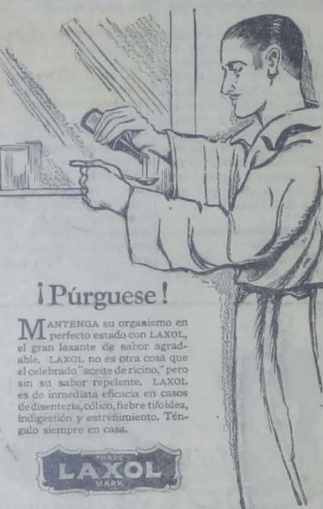 ¡Púrguese!
MANTENGA su organismo en
perfecto estado con LAXOL,
el gran laxante de sabor agrad-
able. LAXOL no es otra cosa que
el celebrado "aceite de ricino," pero
sin su sabor repelente. LAXOL
es de inmediata eficacia en casos
de disentería, cólico, fiebre tifoidea,
indigestión y estreñimiento. Tén-
galo siempre en casa.
TRADE
LAXOL
MARK